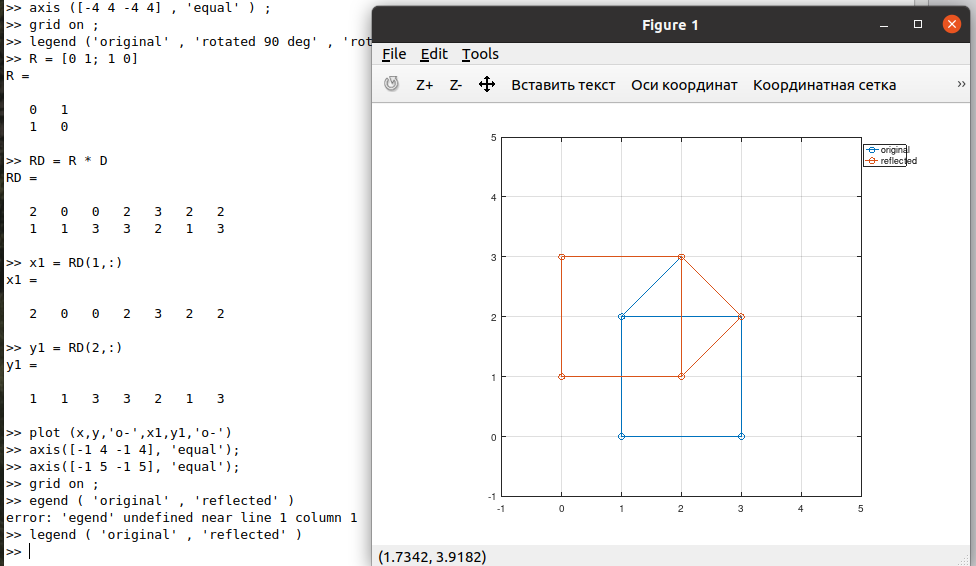 >> axis ([-4 4 -4 4] , 'equal' ) ;
>> grid on ;
>> legend ('original' , 'rotated 90 deg' , 'rot
>> R = [0 1; 1 0]
R =
0 1
1 0
>> RD = R * D
RD =
2 0 0 2 3 2 2
1 1 3 3 2 1 3
>> x1 = RD(1,:)
x1 =
2 0 0 2 3 2 2
>> y1 = RD(2,:)
y1 =
1 1 3 3 2 1 3
>> plot (x,y,'o-',x1,y1,'o-')
>> axis([-1 4 -1 4], 'equal');
>> axis([-1 5 -1 5], 'equal');
>> grid on ;
>> egend ( 'original' , 'reflected' )
error: 'egend' undefined near line 1 column 1
>> legend ( 'original' , 'reflected' )
>>
Figure 1
File Edit Tools
Z+ Z- Вставить текст Оси координат Координатная сетка »
5
4
3
2
1
0
-1
-1 0 1 2 3 4 5
original
reflected
(1.7342, 3.9182)